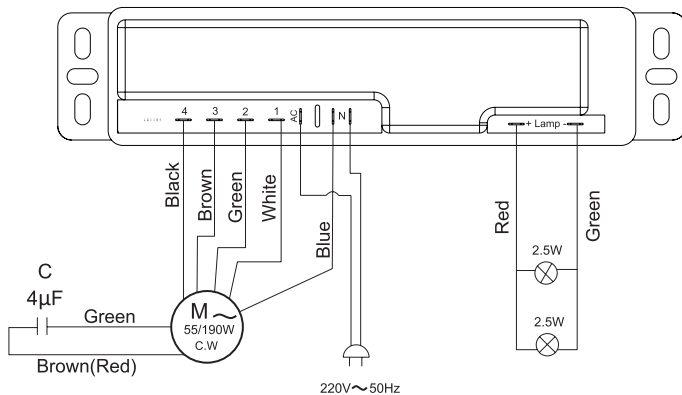 4 3 2 1 AC N
+ Lamp -
Black
Brown
Green
White
Blue
Red
Green
C
4μF
Green
Brown(Red)
M
55/190W
C.W
2.5W
2.5W
220V～50Hz